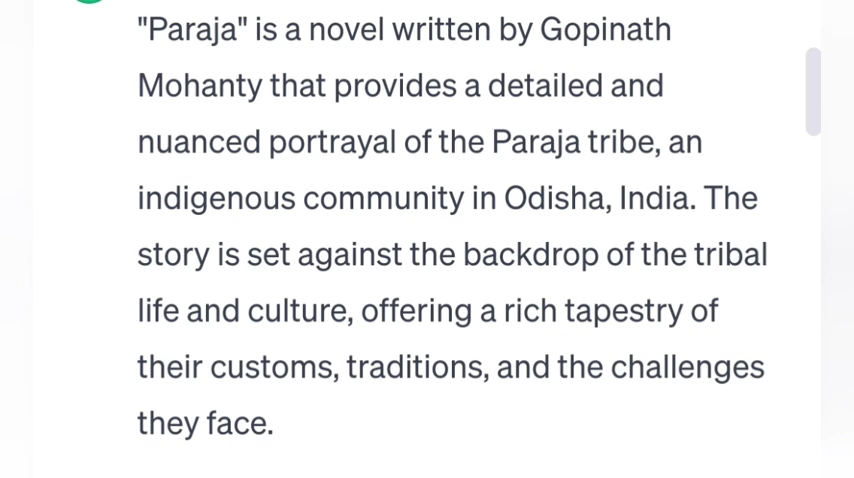 "Paraja" is a novel written by Gopinath
Mohanty that provides a detailed and
nuanced portrayal of the Paraja tribe, an
indigenous community in Odisha, India. The
story is set against the backdrop of the tribal
life and culture, offering a rich tapestry of
their customs, traditions, and the challenges
they face.